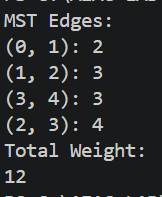 MST Edges:
(0, 1): 2
(1, 2): 3
(3, 4): 3
(2, 3): 4
Total Weight:
12